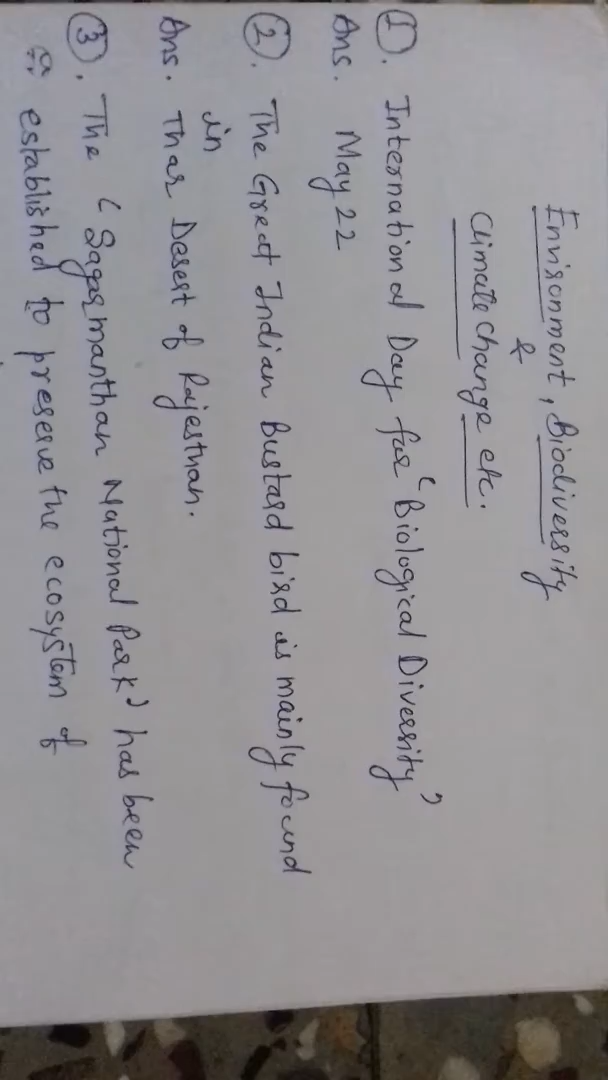 Environment, Biodiversity
&
Climate change etc.
①. International Day for 'Biological Diversity'
Ans. May 22
②. The Great Indian Bustard bird is mainly found
in
Ans. Thar Desert of Rajesthan.
③. The 'Sagarmanthan National Park' has been
established to preserve the ecosystem of